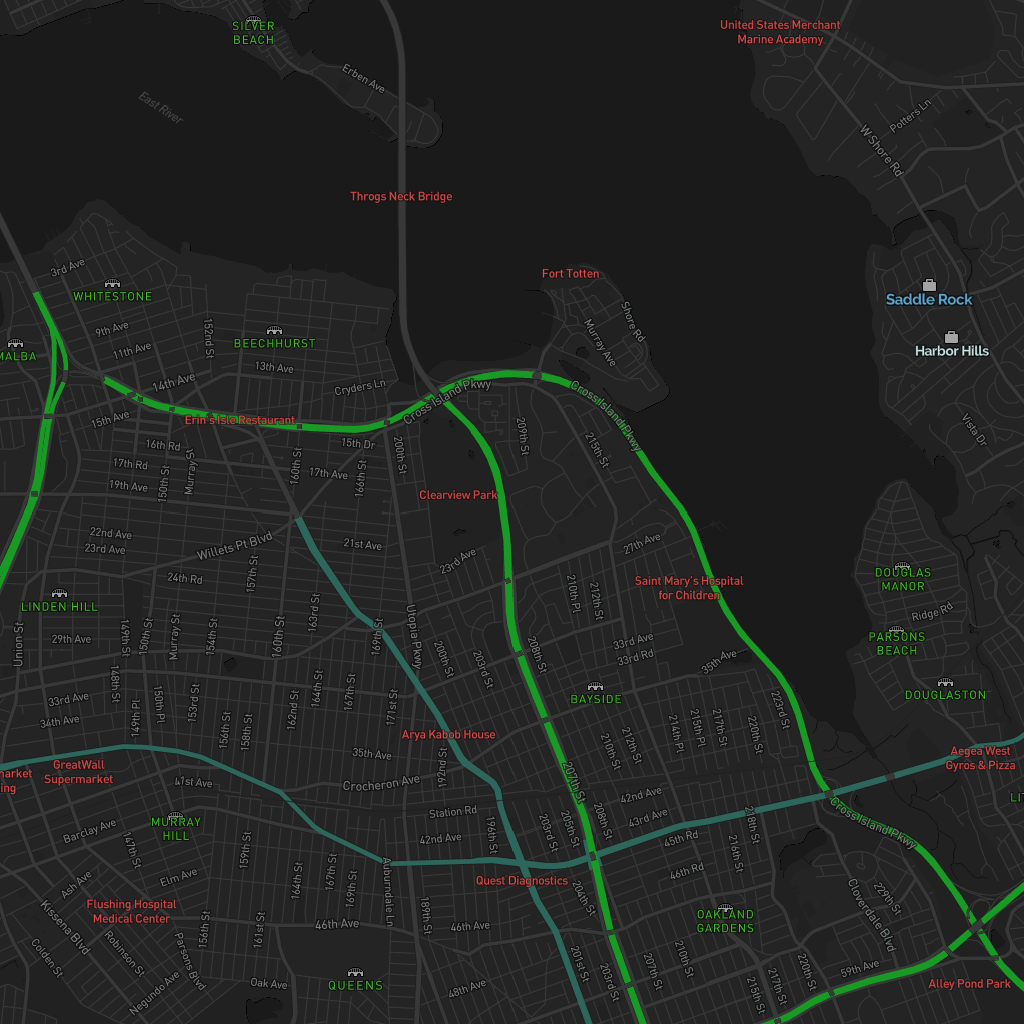 SILVER
BEACH
United States Merchant
Marine Academy
Erben Ave
East River
Potters Ln
W Shore Rd
Throgs Neck Bridge
3rd Ave
Fort Totten
WHITESTONE
Saddle Rock
Shore Rd
Murray Ave
9th Ave
152nd St
BEECHHURST
Harbor Hills
MALBA
11th Ave
13th Ave
14th Ave
Cryders Ln
Cross Island Pkwy
Cross Island Pkwy
15th Ave
Erin's Isle Restaurant
209th St
Vista Dr
16th Rd
15th Dr
200th St
215th St
17th Rd
Murray St
160th St
17th Ave
166th St
150th St
19th Ave
Clearview Park
22nd Ave
23rd Ave
Willets Pt Blvd
21st Ave
27th Ave
23rd Ave
24th Rd
157th St
210th Pl
212th St
Saint Mary's Hospital
for Children
DOUGLAS
MANOR
LINDEN HILL
163rd St
Ridge Rd
Union St
29th Ave
149th St
150th St
Murray St
154th St
160th St
169th St
Utopia Pkwy
200th St
203rd St
208th St
33rd Ave
33rd Rd
35th Ave
PARSONS
BEACH
BAYSIDE
DOUGLASTON
33rd Ave
148th St
149th Pl
150th Pl
153rd St
164th St
167th St
171st St
34th Ave
156th St
158th St
162nd St
223rd St
214th Pl
215th Pl
217th St
220th St
Arya Kabob House
210th St
212th St
35th Ave
192nd St
GreatWall
Supermarket
market
ing
Aegea West
Gyros & Pizza
41st Ave
Crocheron Ave
207th St
42nd Ave
43rd Ave
LIT
Station Rd
MURRAY
HILL
Barclay Ave
147th St
159th St
42nd Ave
196th St
203rd St
205th St
208th St
45th Rd
218th St
216th St
Cross Island Pkwy
46th Rd
Elm Ave
Ash Ave
164th St
167th St
169th St
Auburndale Ln
189th St
Quest Diagnostics
204th St
Flushing Hospital
Medical Center
OAKLAND
GARDENS
229th St
Cloverdale Blvd
46th Ave
46th Ave
Kissena Blvd
Colden St
Robinson St
Parsons Blvd
156th St
161st St
Negundo Ave
Oak Ave
QUEENS
48th Ave
201st St
203rd St
207th St
210th St
215th St
217th St
220th St
59th Ave
Alley Pond Park